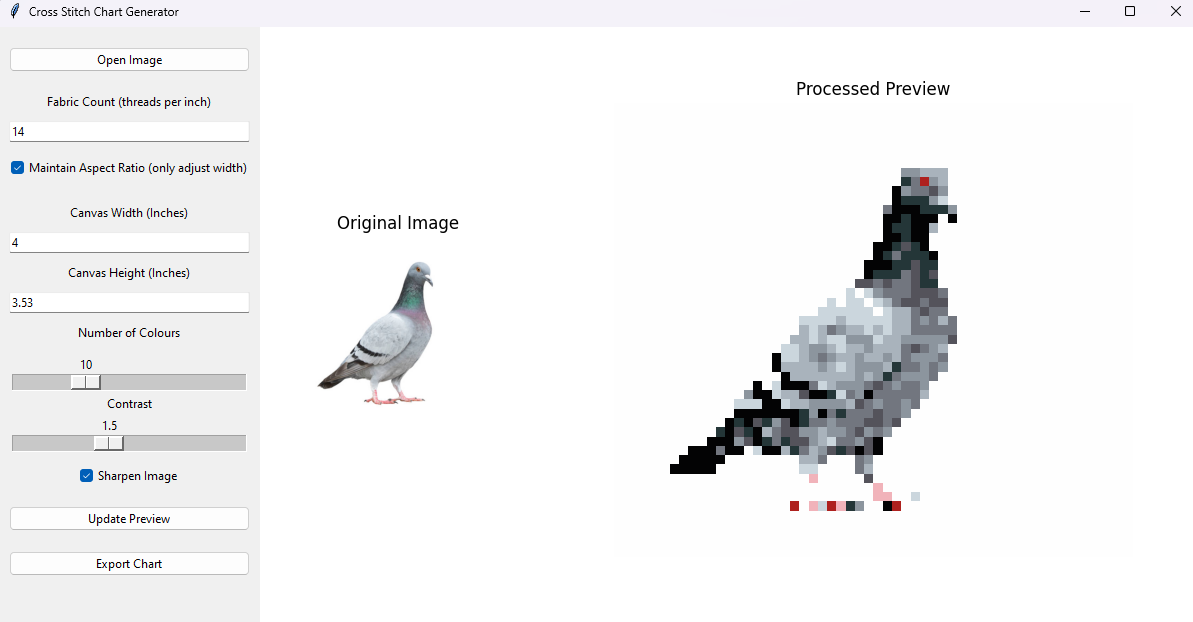 Cross Stitch Chart Generator
Open Image
Fabric Count (threads per inch)
14
Maintain Aspect Ratio (only adjust width)
Canvas Width (Inches)
4
Canvas Height (Inches)
3.53
Number of Colours
10
Contrast
1.5
Sharpen Image
Update Preview
Export Chart
Original Image
Processed Preview